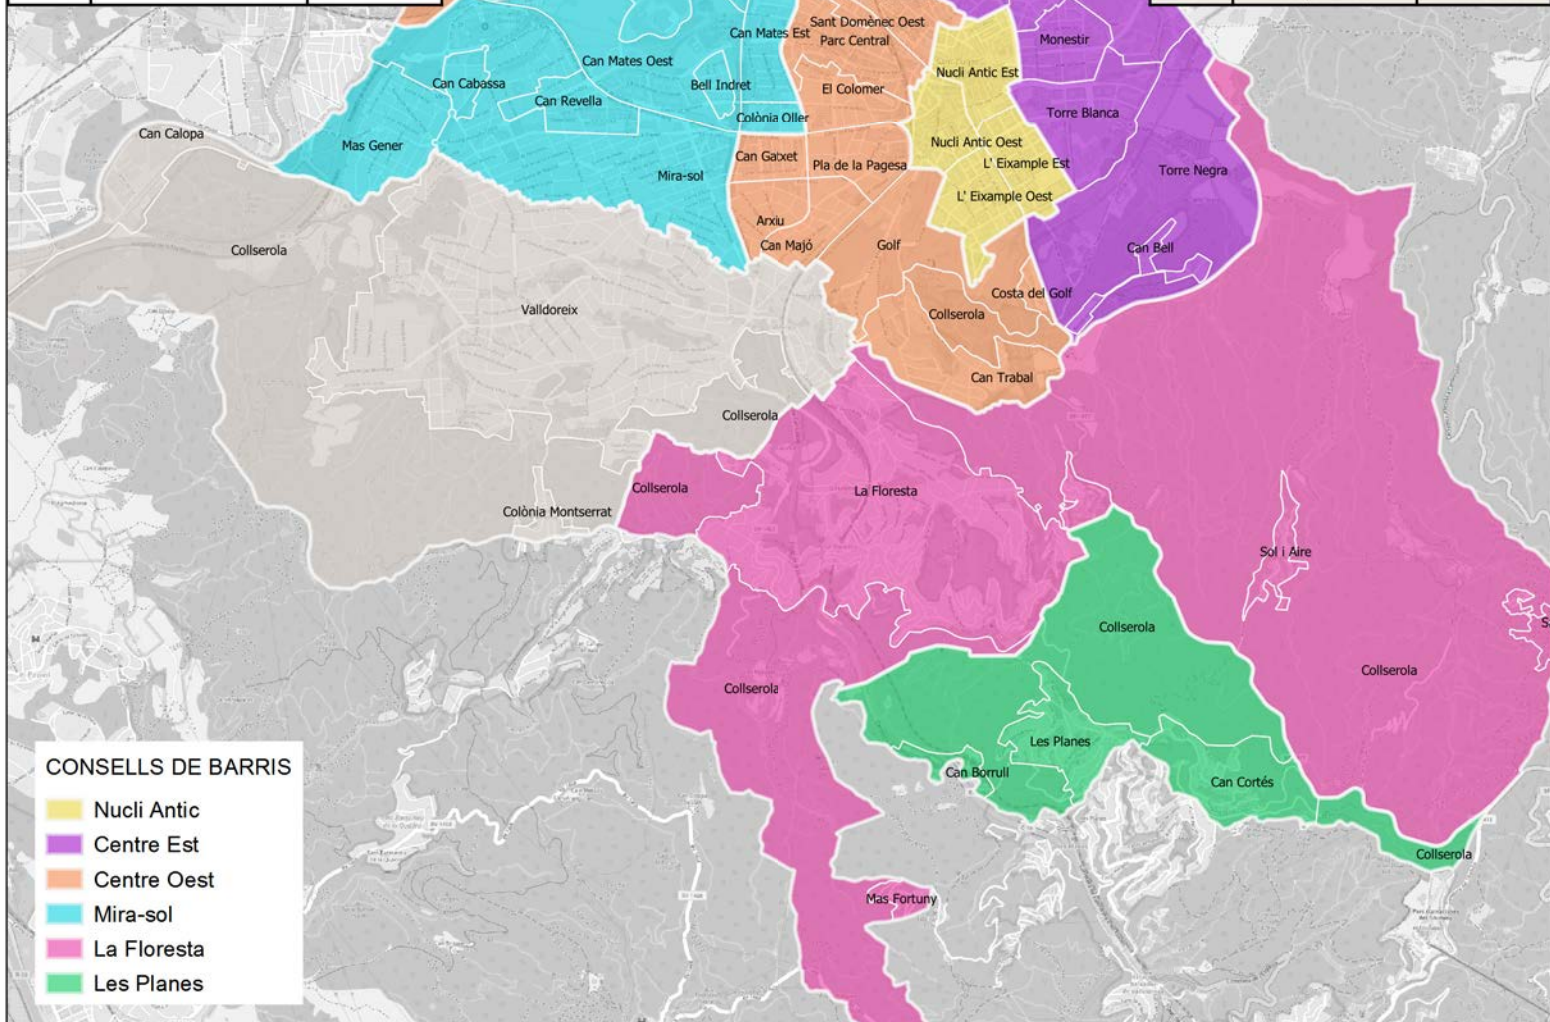 Sant Domènec Oest
Can Mates Est
Parc Central
Monestir
Can Mates Oest
Nucli Antic Est
Can Cabassa
Bell Indret
El Colomer
Can Revella
Torre Blanca
Colònia Oller
Can Calopa
Mas Gener
Nucli Antic Oest
Can Gatxet
Pla de la Pagesa
L' Eixample Est
Mira-sol
Torre Negra
L' Eixample Oest
Arxiu
Can Majó
Golf
Can Bell
Collserola
Costa del Golf
Valldoreix
Collserola
Can Trabal
Collserola
Collserola
La Floresta
Colònia Montserrat
Sol i Aire
Collserola
Collserola
Collserola
Les Planes
Can Borrull
Can Cortés
Collserola
Mas Fortuny
CONSELLS DE BARRIS
Nucli Antic
Centre Est
Centre Oest
Mira-sol
La Floresta
Les Planes